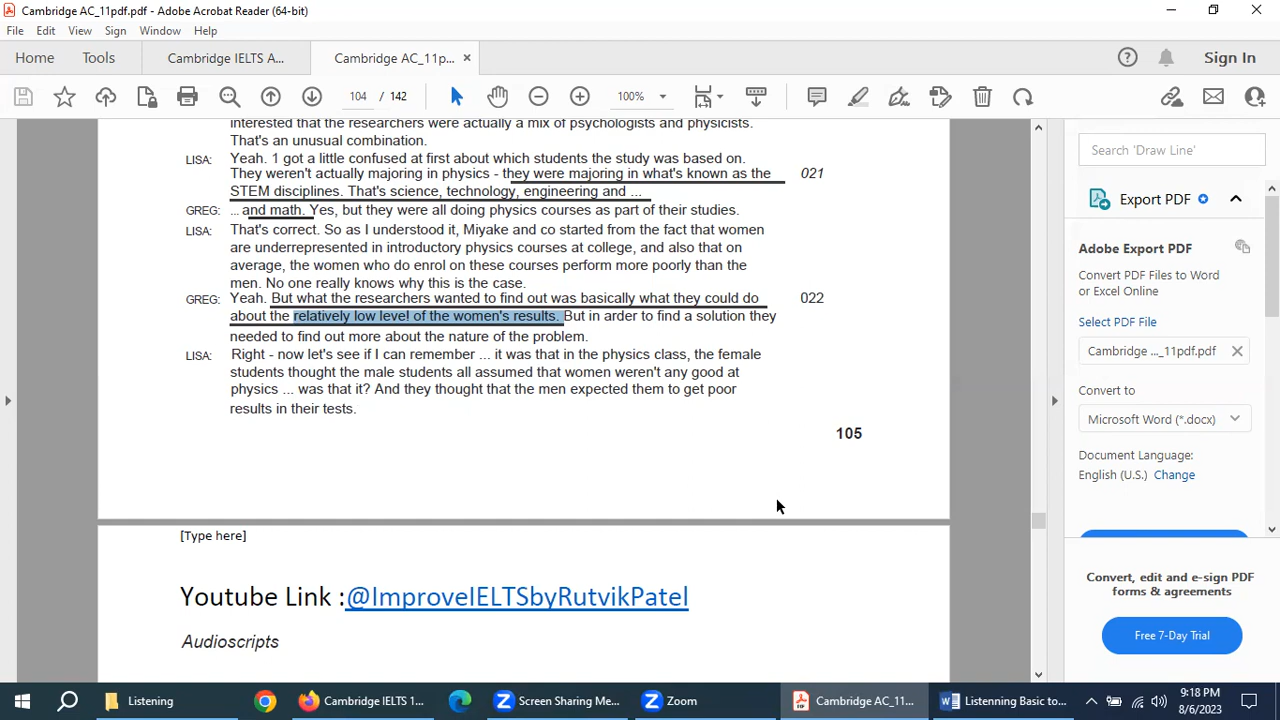 Cambridge AC_11pdf.pdf - Adobe Acrobat Reader (64-bit)
File Edit View Sign Window Help
Home Tools Cambridge IELTS A... Cambridge AC_11p... × Sign In
104 / 142 100%
interested that the researchers were actually a mix of psychologists and physicists.
That's an unusual combination.
LISA: Yeah. 1 got a little confused at first about which students the study was based on.
They weren't actually majoring in physics - they were majoring in what's known as the 021
STEM disciplines. That's science, technology, engineering and ...
GREG: ... and math. Yes, but they were all doing physics courses as part of their studies.
LISA: That's correct. So as I understood it, Miyake and co started from the fact that women
are underrepresented in introductory physics courses at college, and also that on
average, the women who do enrol on these courses perform more poorly than the
men. No one really knows why this is the case.
GREG: Yeah. But what the researchers wanted to find out was basically what they could do 022
about the relatively low leve! of the women's results. But in arder to find a solution they
needed to find out more about the nature of the problem.
LISA: Right - now let's see if I can remember ... it was that in the physics class, the female
students thought the male students all assumed that women weren't any good at
physics ... was that it? And they thought that the men expected them to get poor
results in their tests.
105
[Type here]
Youtube Link :@ImproveIELTSbyRutvikPatel
Audioscripts
Search 'Draw Line'
Export PDF
Adobe Export PDF
Convert PDF Files to Word
or Excel Online
Select PDF File
Cambridge ..._11pdf.pdf ×
Convert to
Microsoft Word (*.docx)
Document Language:
English (U.S.) Change
Convert, edit and e-sign PDF
forms & agreements
Free 7-Day Trial
Listening Cambridge IELTS 1... Screen Sharing Me... Zoom Cambridge AC_11... Listenning Basic to... 9:18 PM
8/6/2023